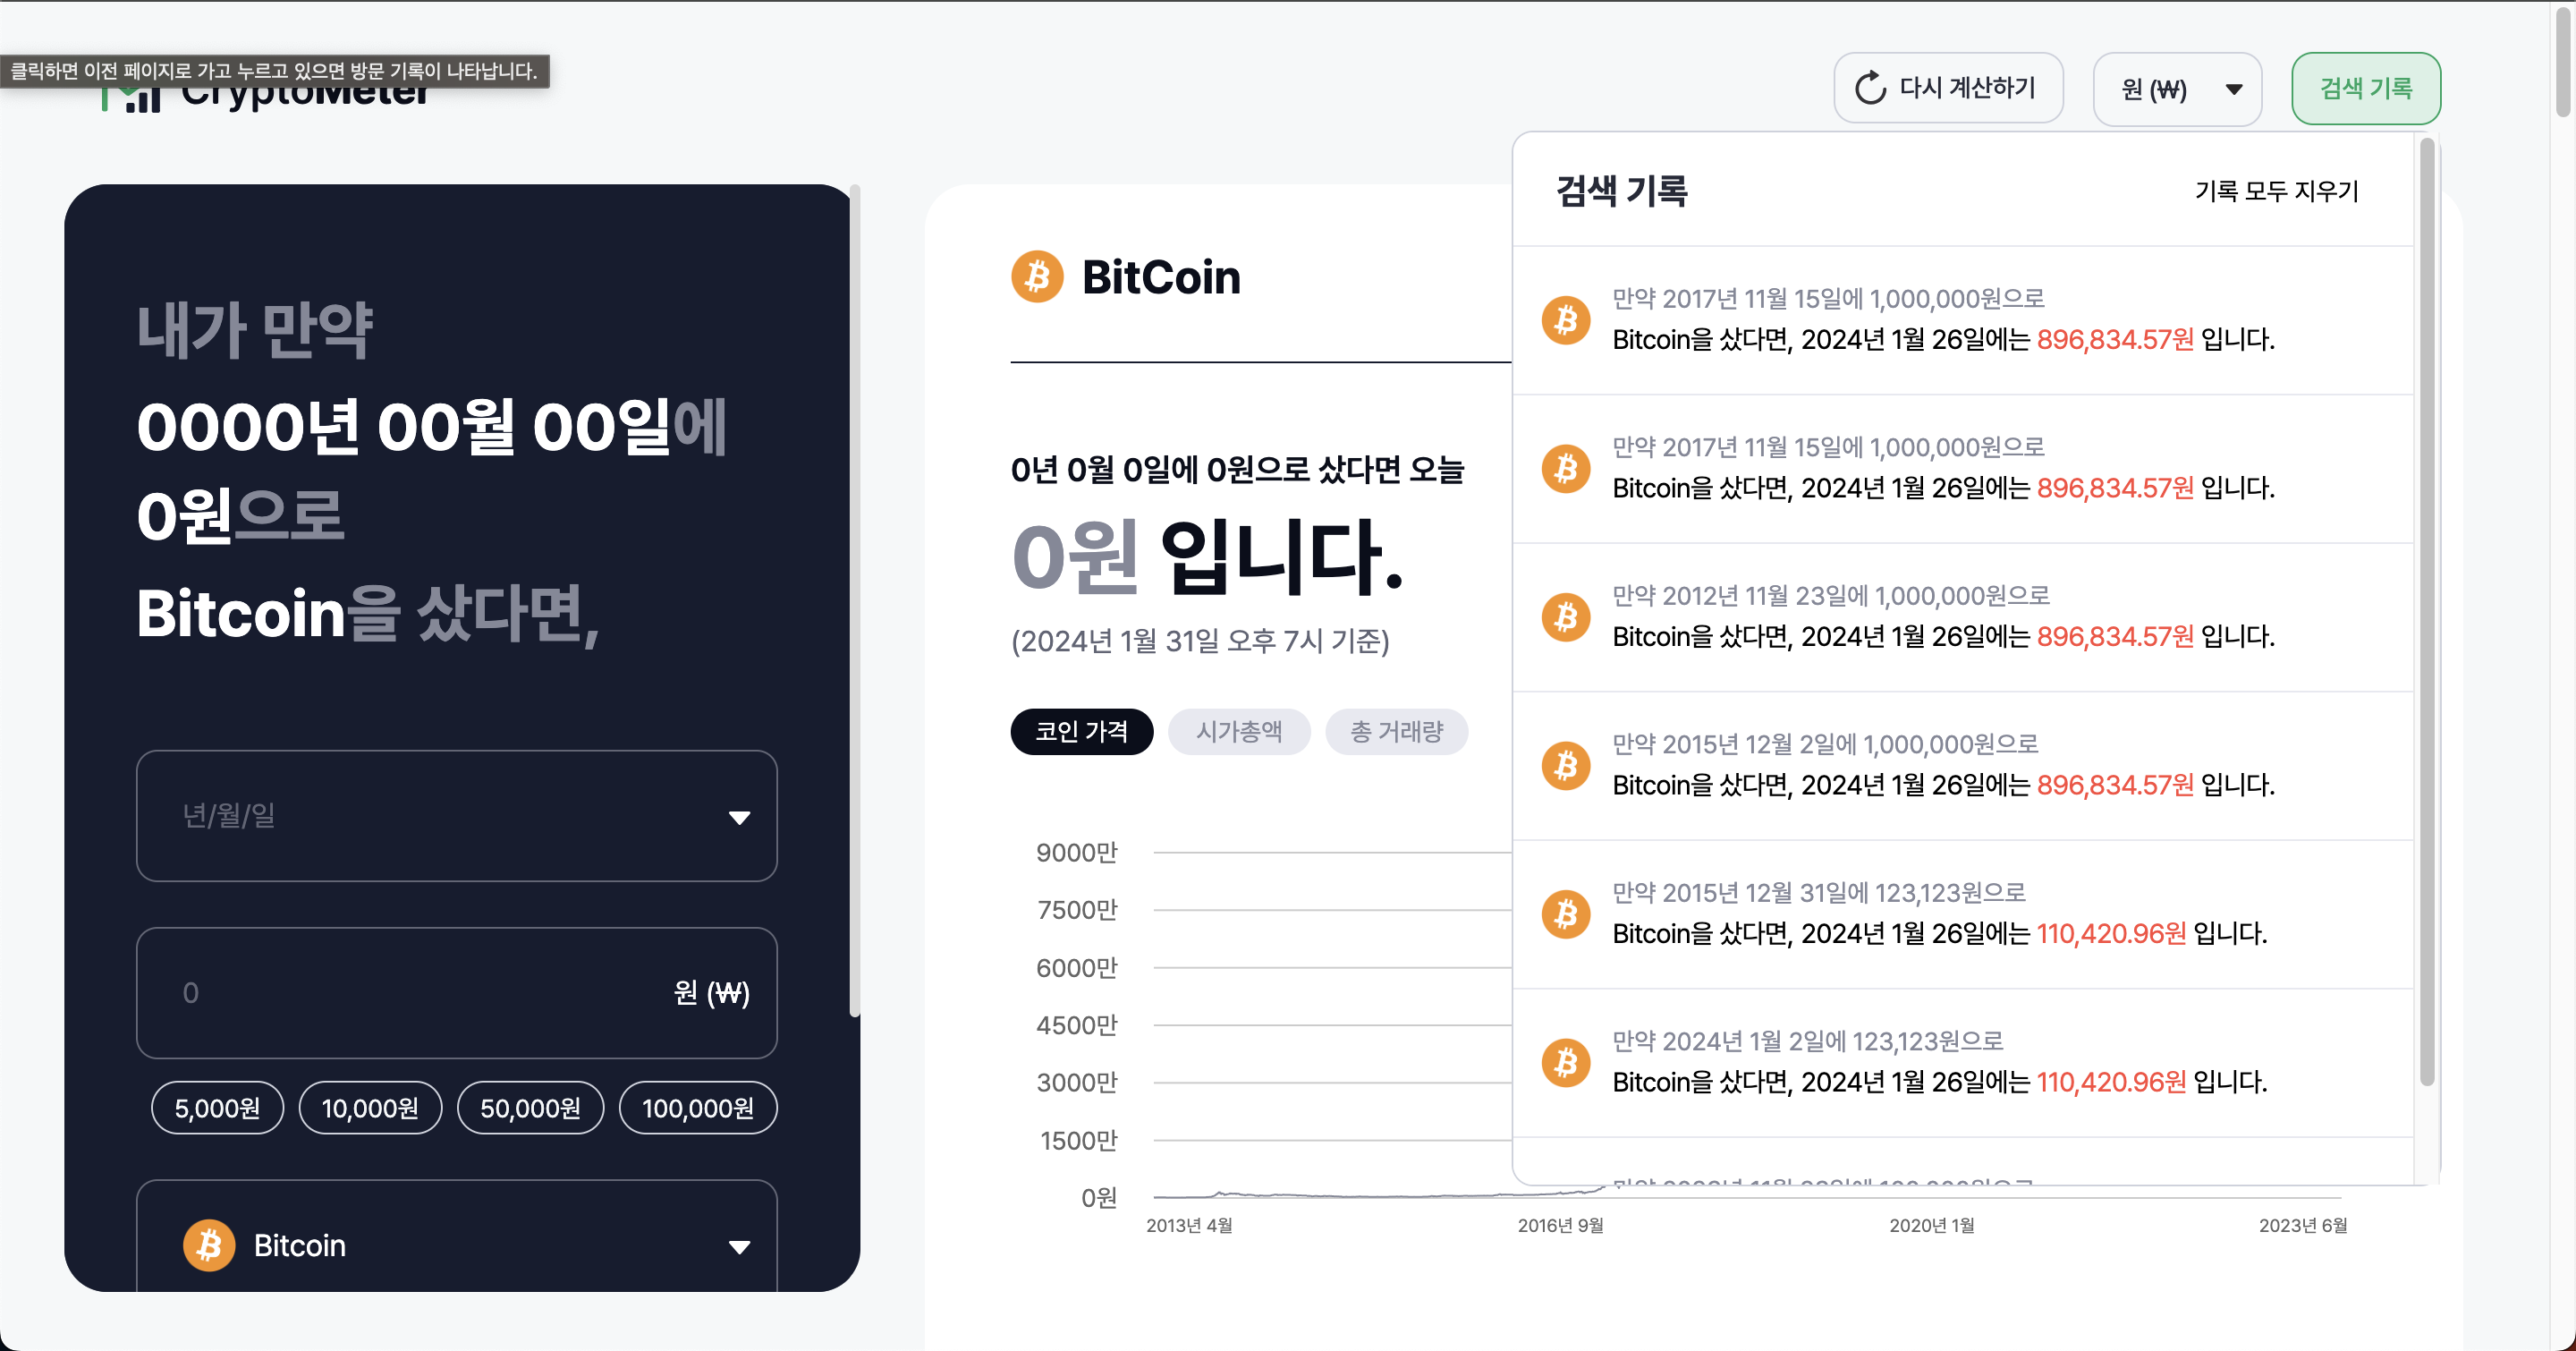 클릭하면 이전 페이지로 가고 누르고 있으면 방문 기록이 나타납니다.
CryptoMeter
다시 계산하기
원 (₩)
검색 기록
내가 만약
0000년 00월 00일에
0원으로
Bitcoin을 샀다면,
년/월/일
0
원 (₩)
5,000원
10,000원
50,000원
100,000원
Bitcoin
BitCoin
0년 0월 0일에 0원으로 샀다면 오늘
0원 입니다.
(2024년 1월 31일 오후 7시 기준)
코인 가격
시가총액
총 거래량
9000만
7500만
6000만
4500만
3000만
1500만
0원
2013년 4월
2016년 9월
2020년 1월
2023년 6월
검색 기록
기록 모두 지우기
만약 2017년 11월 15일에 1,000,000원으로
Bitcoin을 샀다면, 2024년 1월 26일에는 896,834.57원 입니다.
만약 2017년 11월 15일에 1,000,000원으로
Bitcoin을 샀다면, 2024년 1월 26일에는 896,834.57원 입니다.
만약 2012년 11월 23일에 1,000,000원으로
Bitcoin을 샀다면, 2024년 1월 26일에는 896,834.57원 입니다.
만약 2015년 12월 2일에 1,000,000원으로
Bitcoin을 샀다면, 2024년 1월 26일에는 896,834.57원 입니다.
만약 2015년 12월 31일에 123,123원으로
Bitcoin을 샀다면, 2024년 1월 26일에는 110,420.96원 입니다.
만약 2024년 1월 2일에 123,123원으로
Bitcoin을 샀다면, 2024년 1월 26일에는 110,420.96원 입니다.